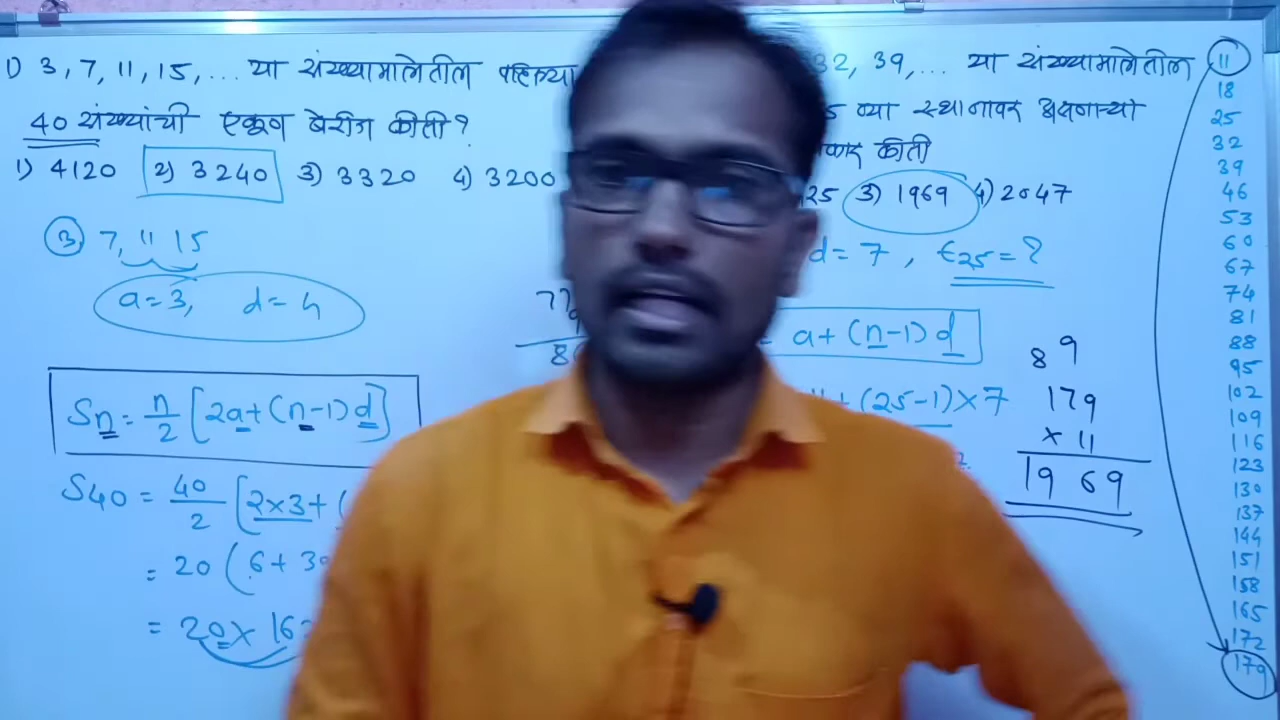 1) 3, 7, 11, 15, ... या संख्यामालेतील पहिल्या
40 संख्यांची एकूण बेरीज कीती?
1) 4120 2) 3240 3) 3320 4) 3200
3, 7, 11 15
a = 3, d = 4
Sn = n/2 [2a + (n-1) d]
S40 = 40/2 [2×3 +
= 20 (6 +
= 20 ×
32, 39, ... या संख्यामालेतील
व्या स्थानावर असणाऱ्या
कीती
3) 1969 4) 2047
d = 7 , t25 = ?
a + (n-1) d
+ (25-1) × 7
89
179
× 11
1969
11
18
25
32
39
46
53
60
67
74
81
88
95
102
109
116
123
130
137
144
151
158
165
172
179